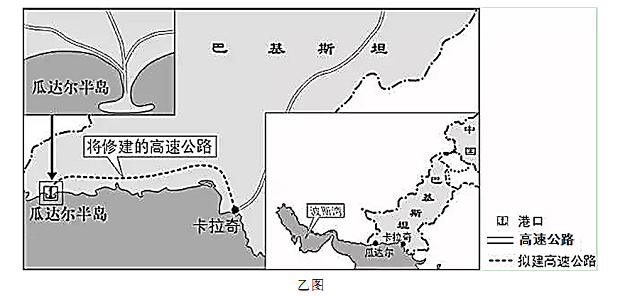 巴基斯坦
瓜达尔半岛
将修建的高速公路
瓜达尔半岛
卡拉奇
中国
巴基斯坦
波斯湾
卡拉奇
瓜达尔
港口
高速公路
拟建高速公路
乙图